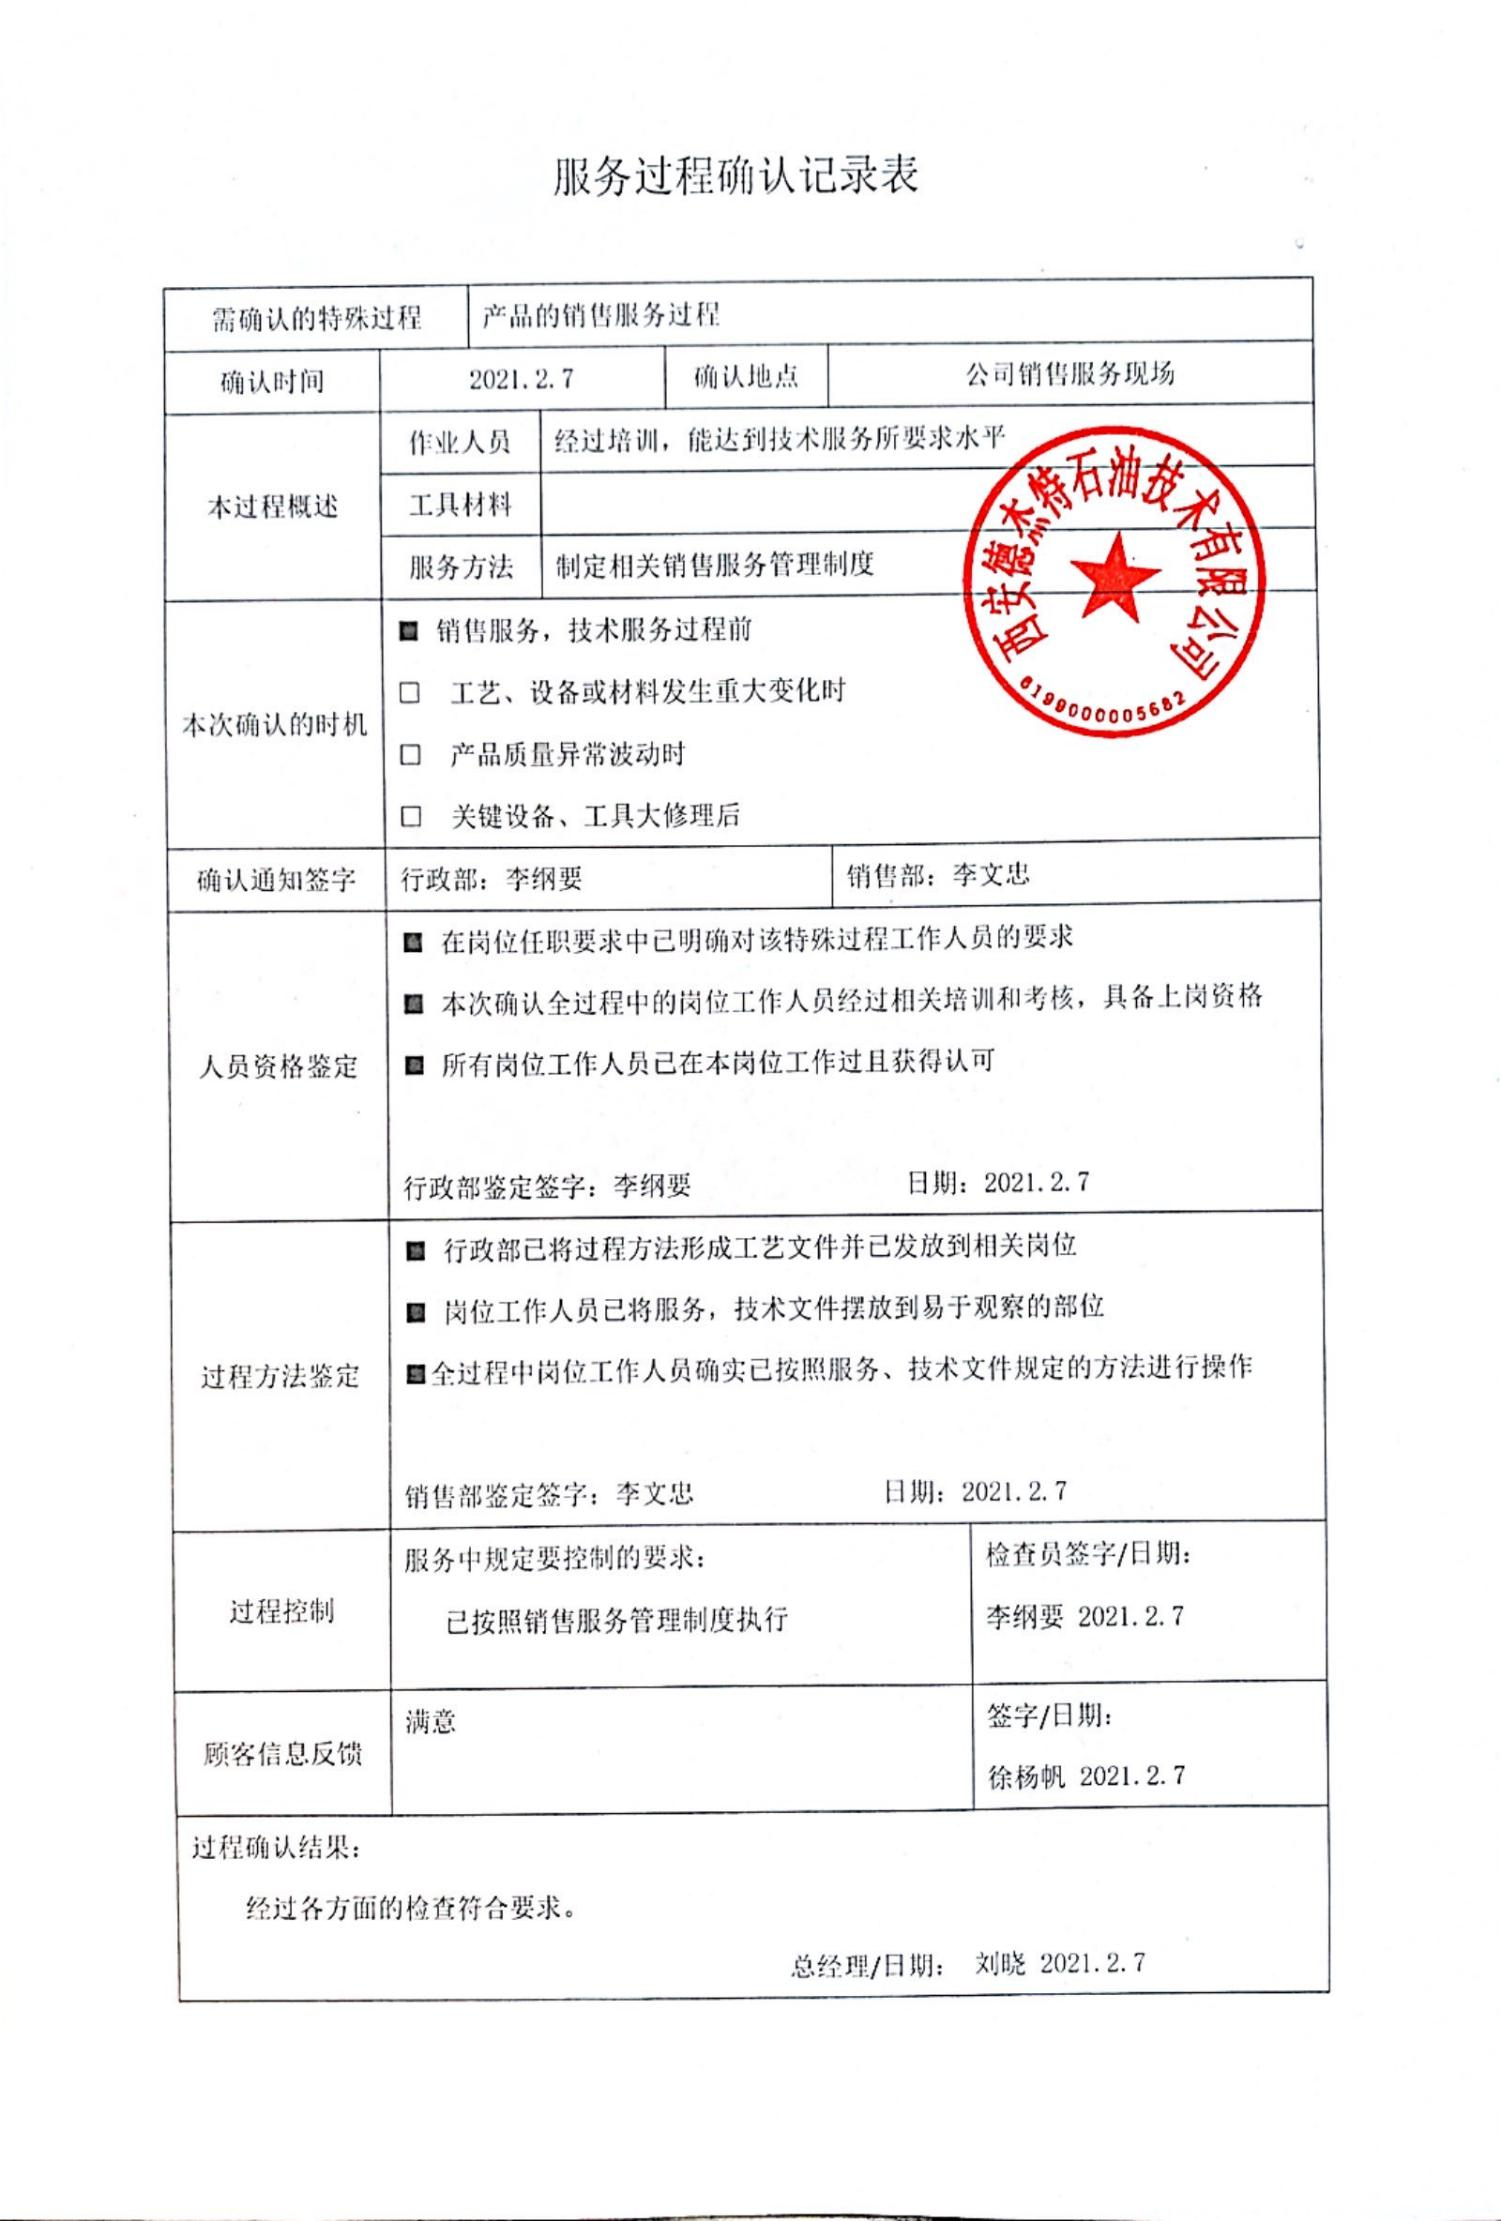 服务过程确认记录表
需确认的特殊过程 产品的销售服务过程
确认时间 2021.2.7 确认地点 公司销售服务现场
本过程概述
作业人员 经过培训，能达到技术服务所要求水平
工具材料
服务方法 制定相关销售服务管理制度
西安德杰特石油技术有限公司
6199000005682
本次确认的时机
■ 销售服务，技术服务过程前
□ 工艺、设备或材料发生重大变化时
□ 产品质量异常波动时
□ 关键设备、工具大修理后
确认通知签字 行政部：李纲要 销售部：李文忠
人员资格鉴定
■ 在岗位任职要求中已明确对该特殊过程工作人员的要求
■ 本次确认全过程中的岗位工作人员经过相关培训和考核，具备上岗资格
■ 所有岗位工作人员已在本岗位工作过且获得认可
行政部鉴定签字：李纲要 日期：2021.2.7
过程方法鉴定
■ 行政部已将过程方法形成工艺文件并已发放到相关岗位
■ 岗位工作人员已将服务，技术文件摆放到易于观察的部位
■全过程中岗位工作人员确实已按照服务、技术文件规定的方法进行操作
销售部鉴定签字：李文忠 日期：2021.2.7
过程控制
服务中规定要控制的要求：
已按照销售服务管理制度执行
检查员签字/日期：
李纲要 2021.2.7
顾客信息反馈
满意
签字/日期：
徐杨帆 2021.2.7
过程确认结果：
经过各方面的检查符合要求。
总经理/日期： 刘晓 2021.2.7